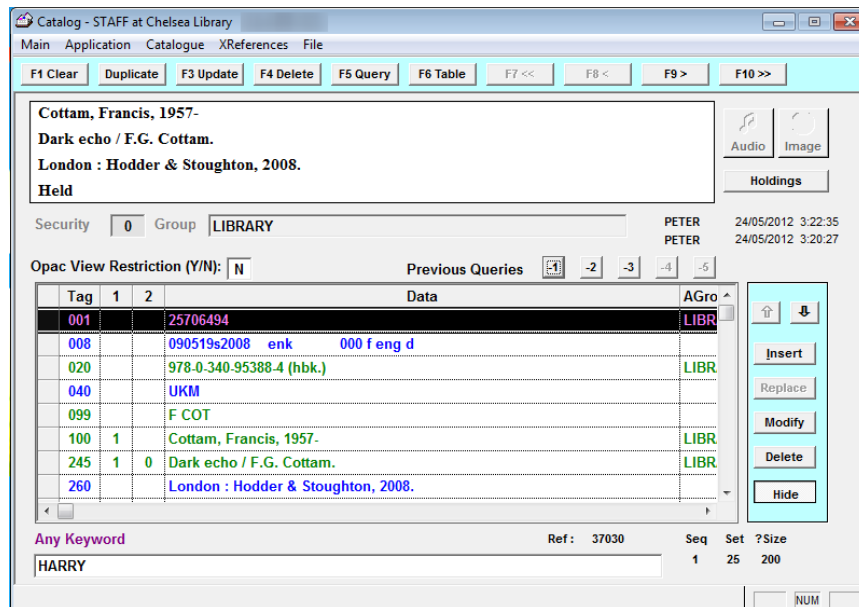 Catalog - STAFF at Chelsea Library
Main Application Catalogue XReferences File
F1 Clear Duplicate F3 Update F4 Delete F5 Query F6 Table F7 << F8 < F9 > F10 >>
Cottam, Francis, 1957-
Dark echo / F.G. Cottam.
London : Hodder & Stoughton, 2008.
Held
Audio Image
Holdings
Security 0 Group LIBRARY PETER 24/05/2012 3:22:35
PETER 24/05/2012 3:20:27
Opac View Restriction (Y/N): N Previous Queries -1 -2 -3 -4 -5
Tag 1 2 Data AGro
001 25706494 LIBR
008 090519s2008 enk 000 f eng d
020 978-0-340-95388-4 (hbk.) LIBR
040 UKM
099 F COT
100 1 Cottam, Francis, 1957- LIBR
245 1 0 Dark echo / F.G. Cottam. LIBR
260 London : Hodder & Stoughton, 2008.
Insert
Replace
Modify
Delete
Hide
Any Keyword Ref : 37030 Seq Set ?Size
HARRY 1 25 200
NUM